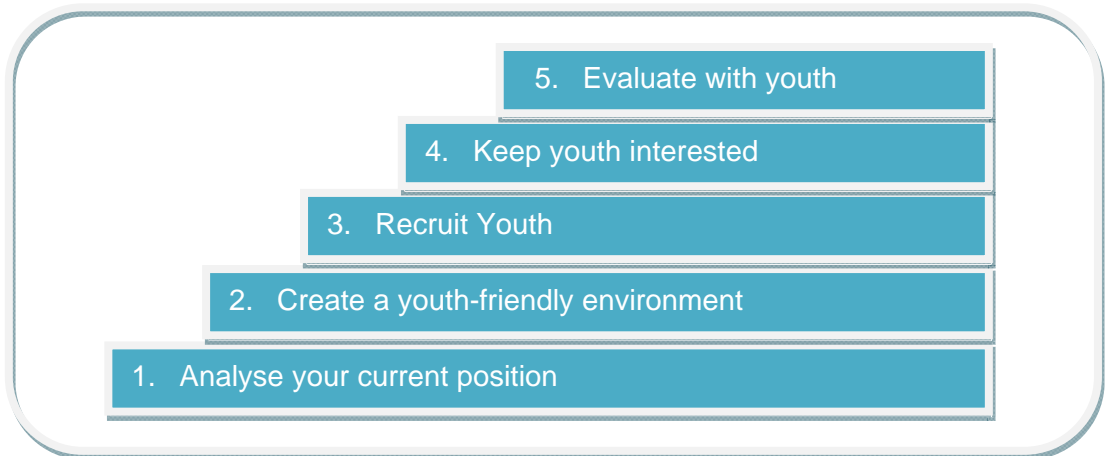 5. Evaluate with youth
4. Keep youth interested
3. Recruit Youth
2. Create a youth-friendly environment
1. Analyse your current position